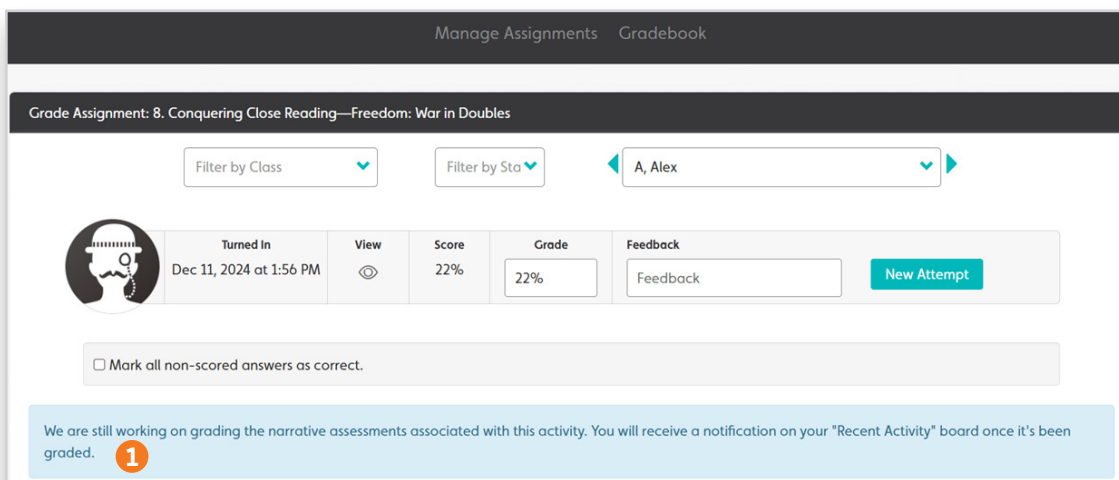 Manage Assignments Gradebook
Grade Assignment: 8. Conquering Close Reading—Freedom: War in Doubles
Filter by Class Filter by Sta A, Alex
Turned In View Score Grade Feedback
Dec 11, 2024 at 1:56 PM 22% 22% Feedback New Attempt
Mark all non-scored answers as correct.
We are still working on grading the narrative assessments associated with this activity. You will receive a notification on your "Recent Activity" board once it's been
graded. 1